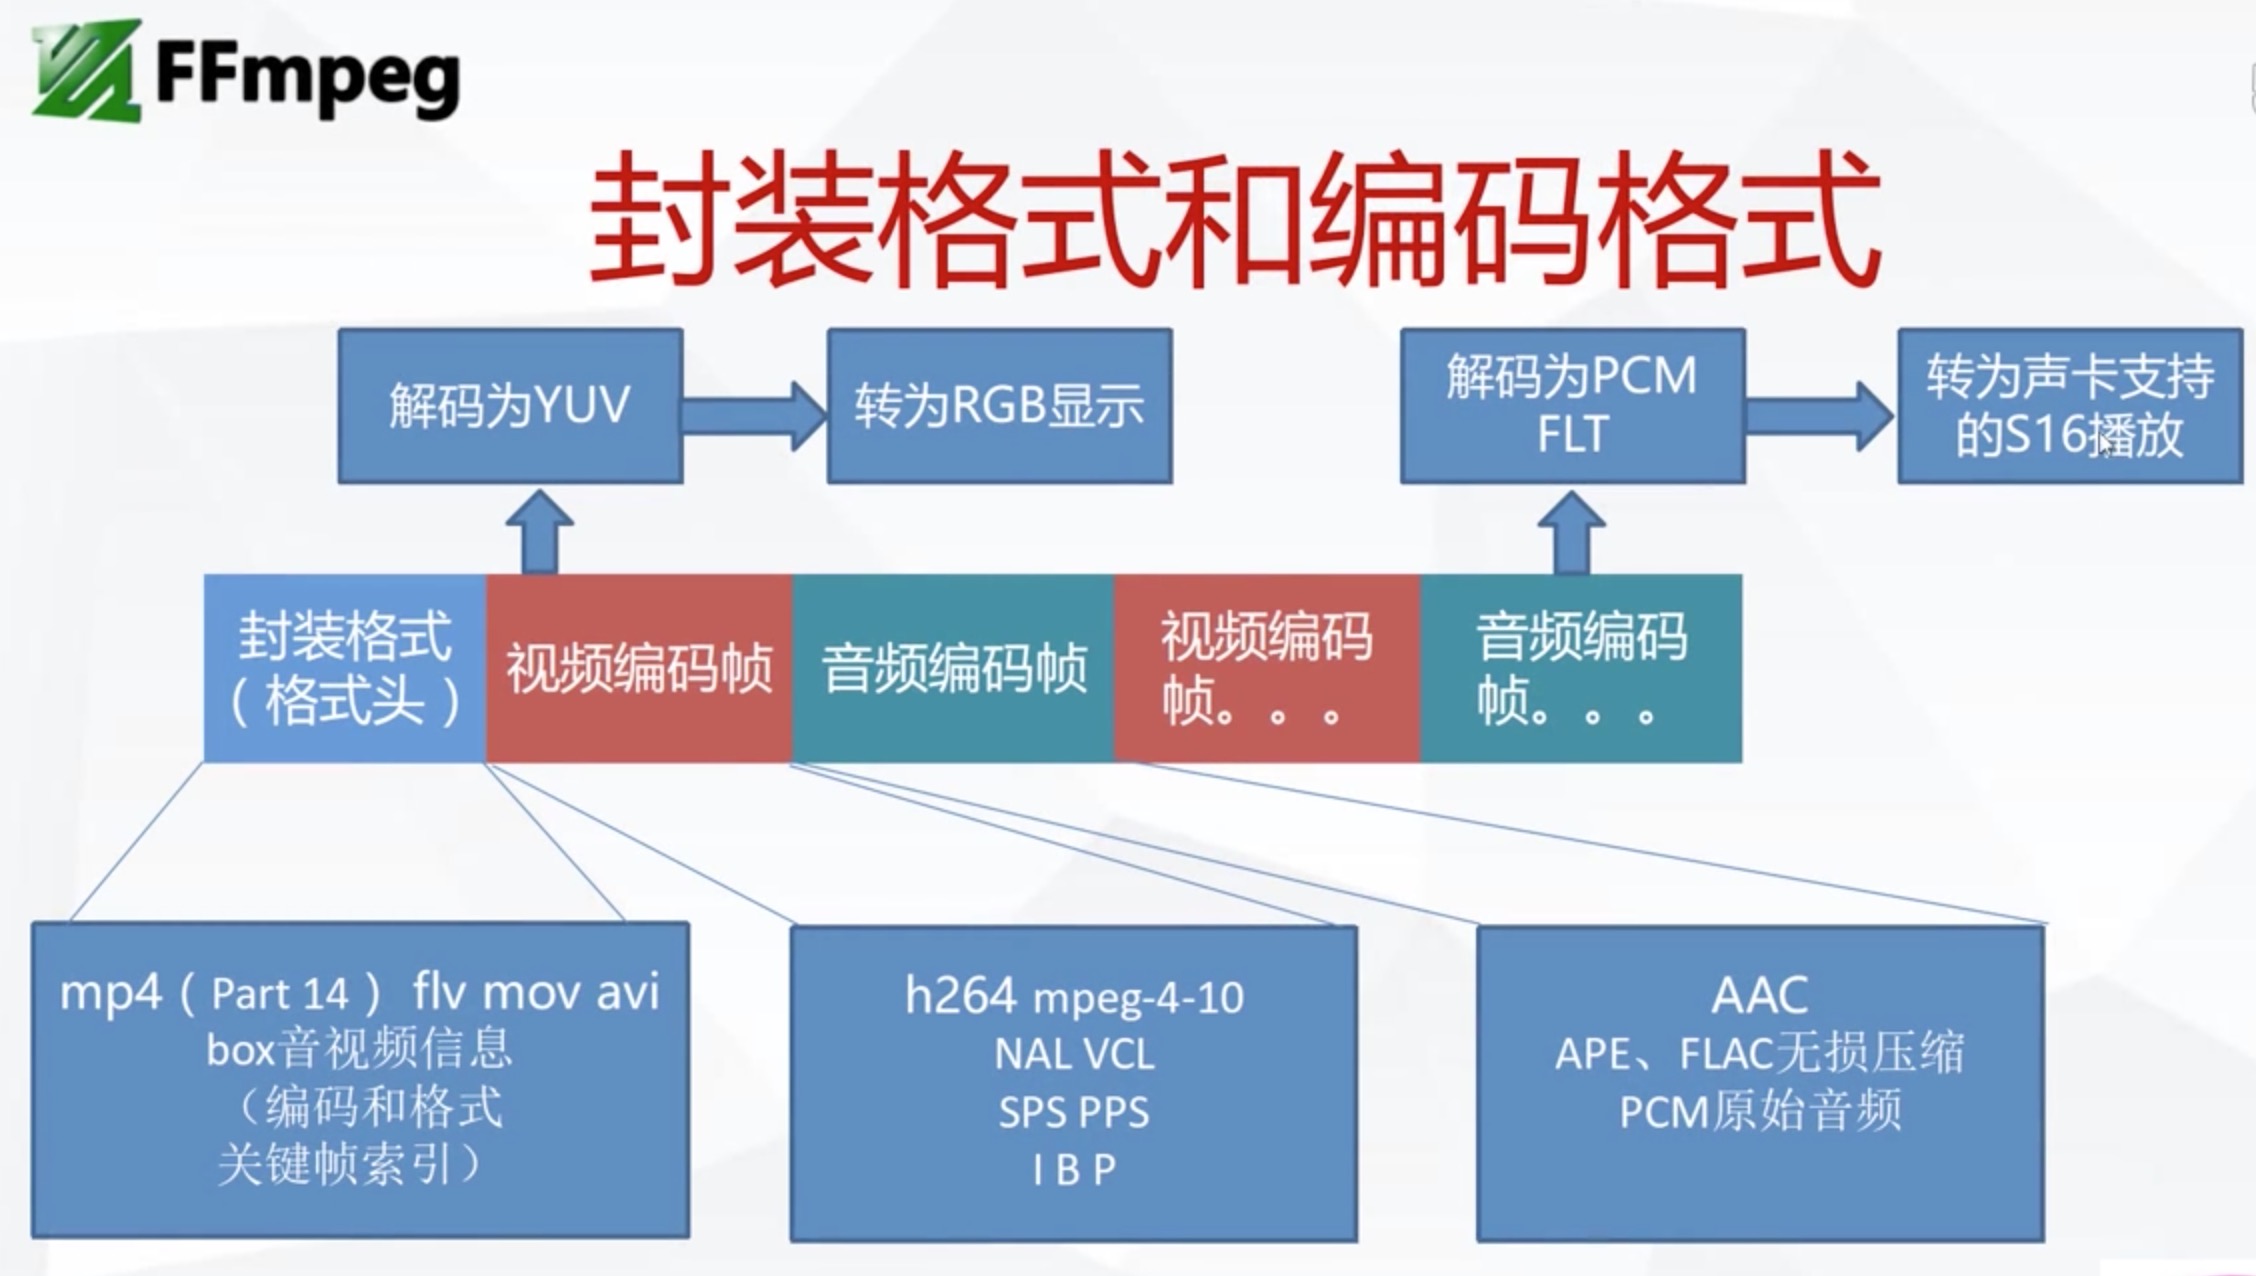 FFmpeg
封装格式和编码格式
解码为YUV
转为RGB显示
解码为PCM
FLT
转为声卡支持
的S16播放
封装格式
（格式头）
视频编码帧
音频编码帧
视频编码
帧。。。
音频编码
帧。。。
mp4（Part 14） flv mov avi
box音视频信息
（编码和格式
关键帧索引）
h264 mpeg-4-10
NAL VCL
SPS PPS
I B P
AAC
APE、FLAC无损压缩
PCM原始音频